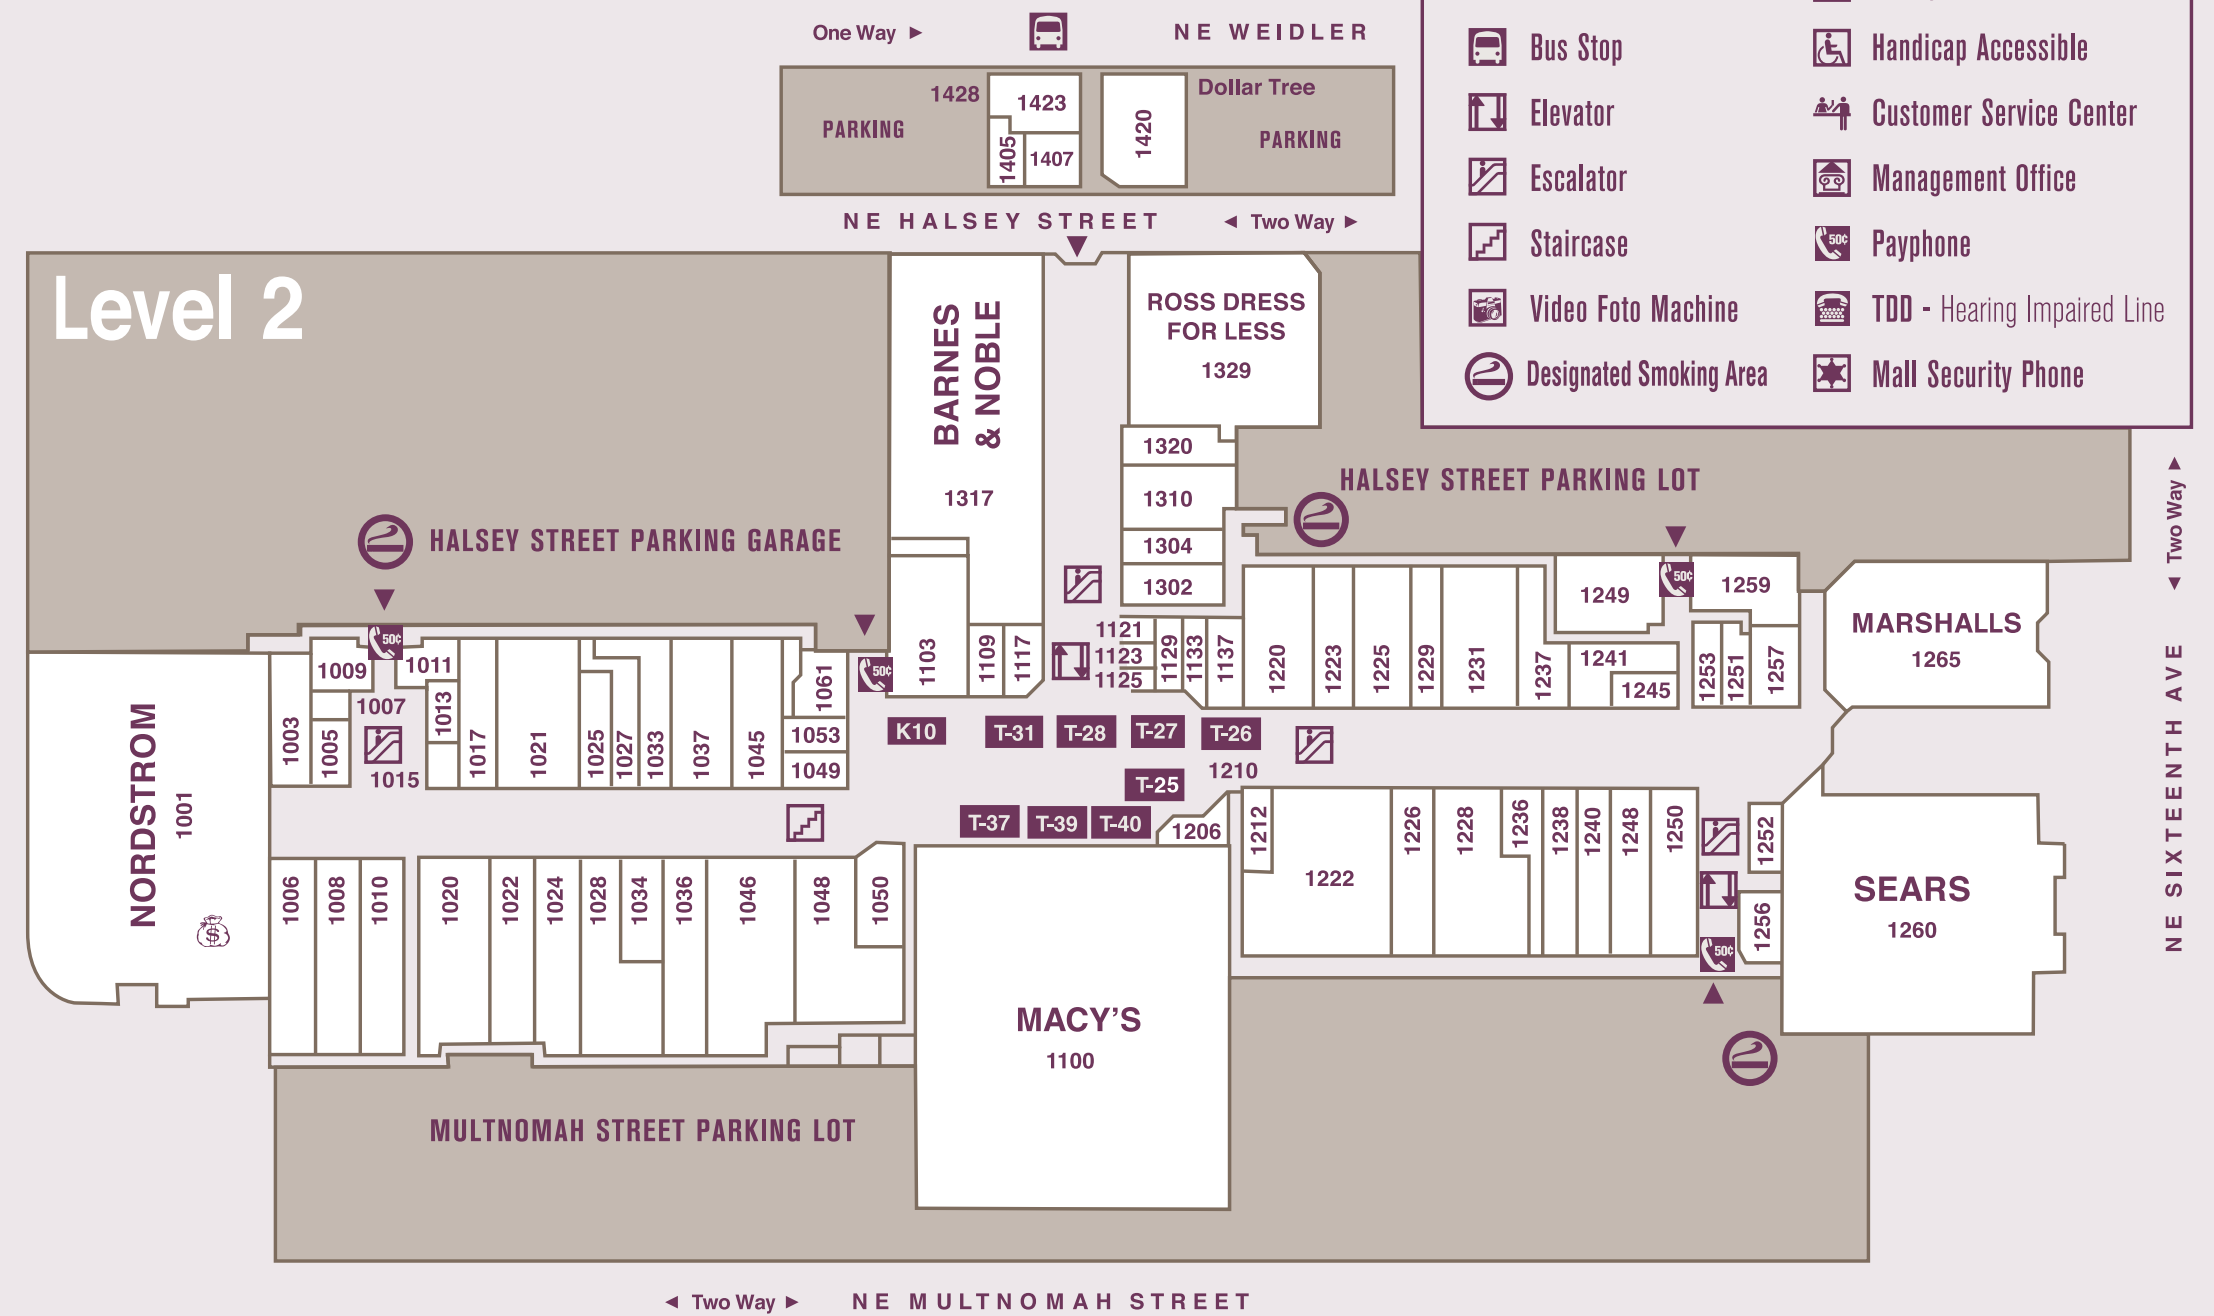 One Way ►
NE WEIDLER
Bus Stop
Handicap Accessible
Elevator
Customer Service Center
Escalator
Management Office
Staircase
50¢
Payphone
Video Foto Machine
TDD - Hearing Impaired Line
Designated Smoking Area
Mall Security Phone
1428
1423
Dollar Tree
PARKING
1405
1407
1420
PARKING
NE HALSEY STREET
◄ Two Way ►
Level 2
BARNES
& NOBLE
1317
ROSS DRESS
FOR LESS
1329
1320
1310
1304
1302
HALSEY STREET PARKING LOT
HALSEY STREET PARKING GARAGE
◄ Two Way ►
NE SIXTEENTH AVE
50¢
1009
1011
1007
1013
1003
1005
1015
1017
1021
1025
1027
1033
1037
1045
1061
1053
1049
50¢
1103
1109
1117
1121
1123
1125
1129
1133
1137
1220
1223
1225
1229
1231
1237
1249
50¢
1259
1241
1245
1253
1251
1257
MARSHALLS
1265
NORDSTROM
1001
$
K10
T-31
T-28
T-27
T-26
1210
T-25
T-37
T-39
T-40
1206
1212
1222
1226
1228
1236
1238
1240
1248
1250
1252
1256
50¢
SEARS
1260
1006
1008
1010
1020
1022
1024
1028
1034
1036
1046
1048
1050
MACY'S
1100
MULTNOMAH STREET PARKING LOT
◄ Two Way ►
NE MULTNOMAH STREET